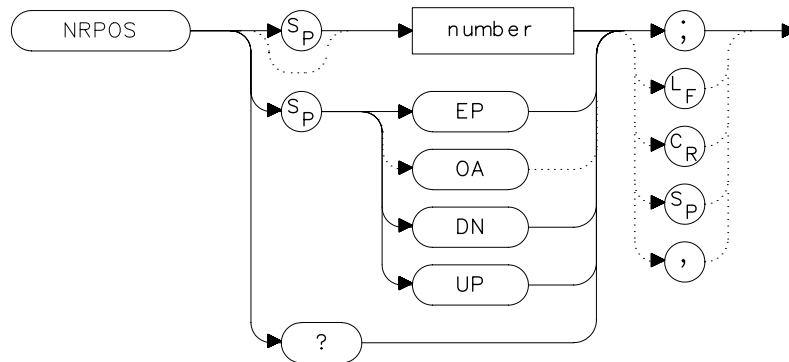 NRPOS
SP
number
;
LF
SP
EP
CR
OA
SP
DN
,
UP
?